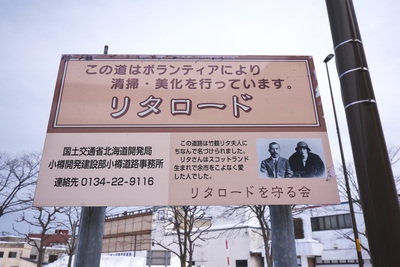 この道はボランティアにより
清掃・美化を行っています。
リタロード
国土交通省北海道開発局
小樽開発建設部小樽道路事務所
連絡先 0134-22-9116
この道路は竹鶴リタ夫人に
ちなんで名づけられました。
リタさんはスコットランド
生まれで余市をこよなく愛
した人でした。
リタロードを守る会